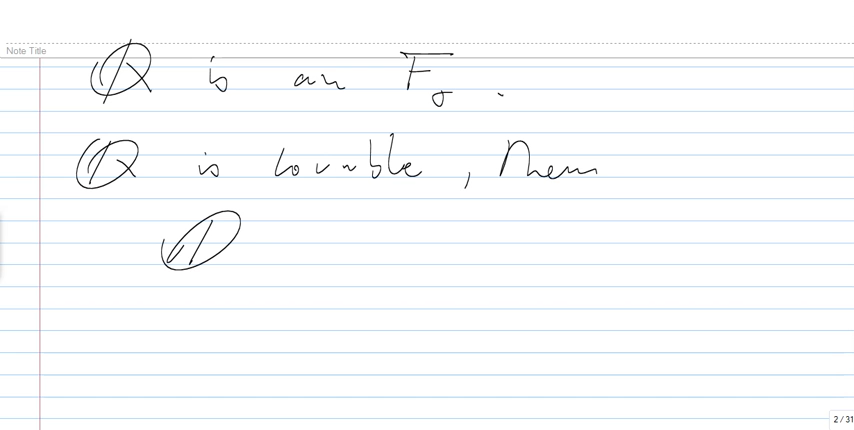 Note Title
ℚ is an F_σ.
ℚ is countable, then
2 / 31